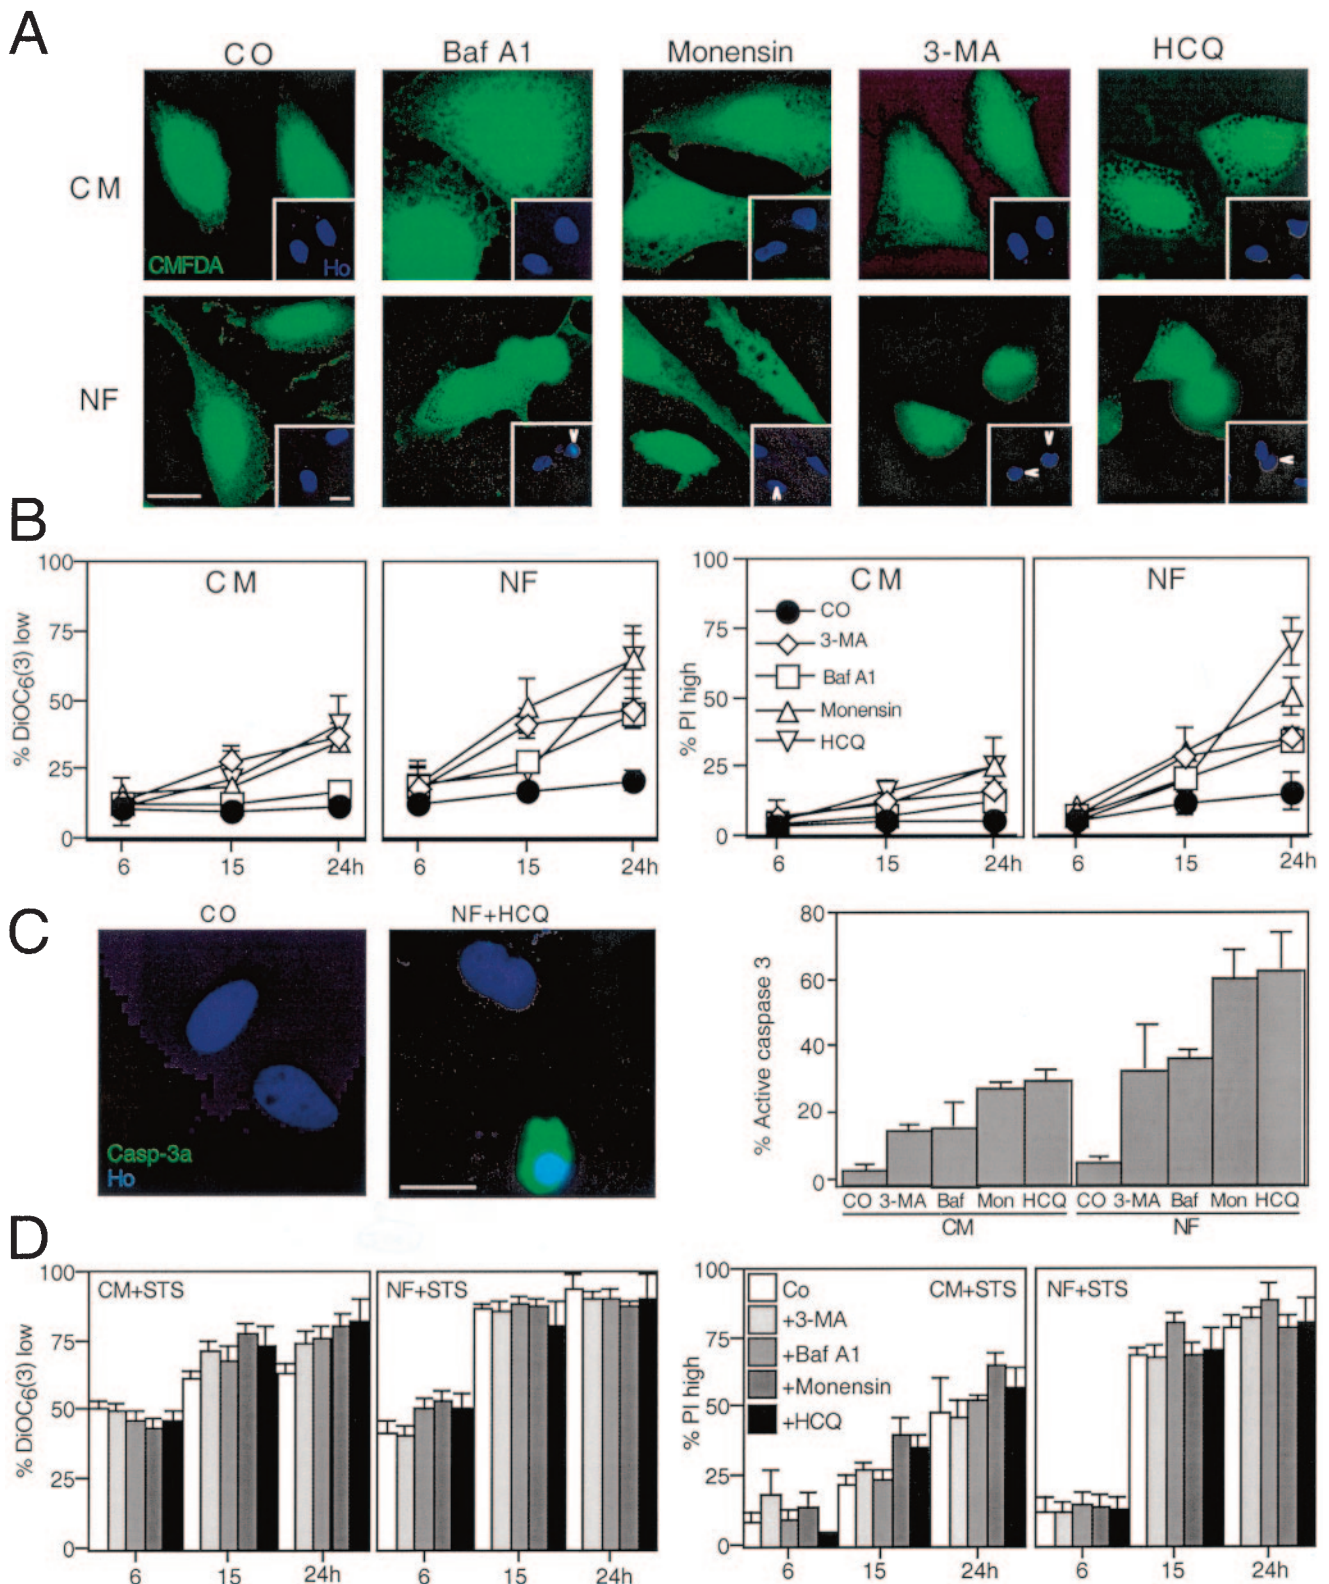 A
CO Baf A1 Monensin 3-MA HCQ
CM
CMFDA Ho
NF
B
% DiOC6(3) low
100
75
50
25
0
CM NF
6 15 24h 6 15 24h
% PI high
100
75
50
25
0
CM NF
CO
3-MA
Baf A1
Monensin
HCQ
6 15 24h 6 15 24h
C
CO NF+HCQ
Casp-3a
Ho
% Active caspase 3
80
60
40
20
0
CO 3-MA Baf Mon HCQ CO 3-MA Baf Mon HCQ
CM NF
D
% DiOC6(3) low
100
75
50
25
0
CM+STS NF+STS
6 15 24h 6 15 24h
% PI high
100
75
50
25
0
Co CM+STS NF+STS
+3-MA
+Baf A1
+Monensin
+HCQ
6 15 24h 6 15 24h